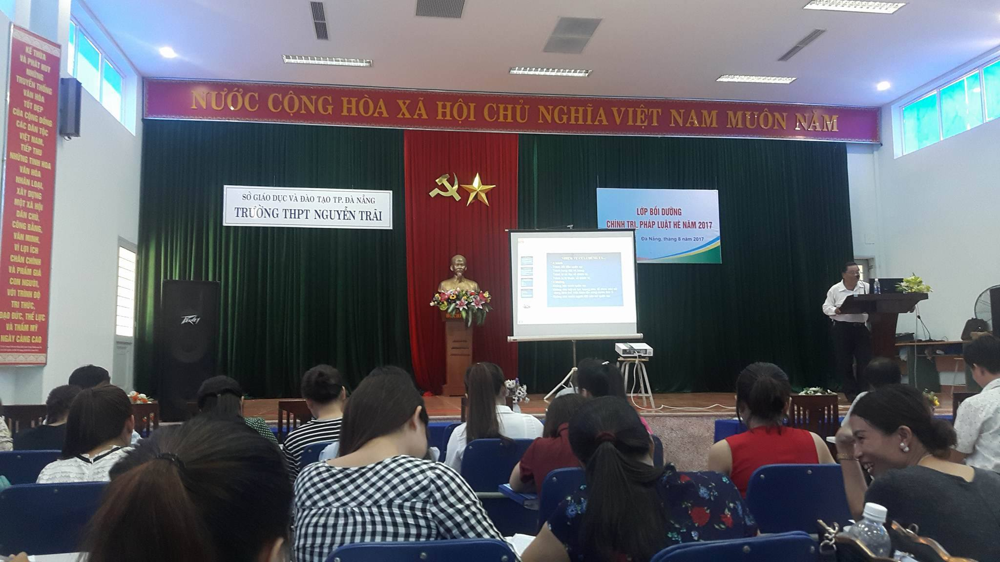 KẾ THỪA
VÀ PHÁT HUY
NHỮNG
TRUYỀN THỐNG
VĂN HÓA
TỐT ĐẸP
CỦA CỘNG ĐỒNG
CÁC DÂN TỘC
VIỆT NAM,
TIẾP THU
NHỮNG TINH HOA
VĂN HÓA
NHÂN LOẠI,
XÂY DỰNG
MỘT XÃ HỘI
DÂN CHỦ,
CÔNG BẰNG,
VĂN MINH,
VÌ LỢI ÍCH
CHÂN CHÍNH
VÀ PHẨM GIÁ
CON NGƯỜI,
VỚI TRÌNH ĐỘ
TRI THỨC,
ĐẠO ĐỨC, THỂ LỰC
VÀ THẨM MỸ
NGÀY CÀNG CAO
NƯỚC CỘNG HÒA XÃ HỘI CHỦ NGHĨA VIỆT NAM MUÔN NĂM
SỞ GIÁO DỤC VÀ ĐÀO TẠO TP. ĐÀ NẴNG
TRƯỜNG THPT NGUYỄN TRÃI
LỚP BỒI DƯỠNG
CHÍNH TRỊ, PHÁP LUẬT HÈ NĂM 2017
Đà Nẵng, tháng 8 năm 2017
NHIỆM VỤ CỦA CHÚNG TA...
HỒ CHÍ
PEAVEY